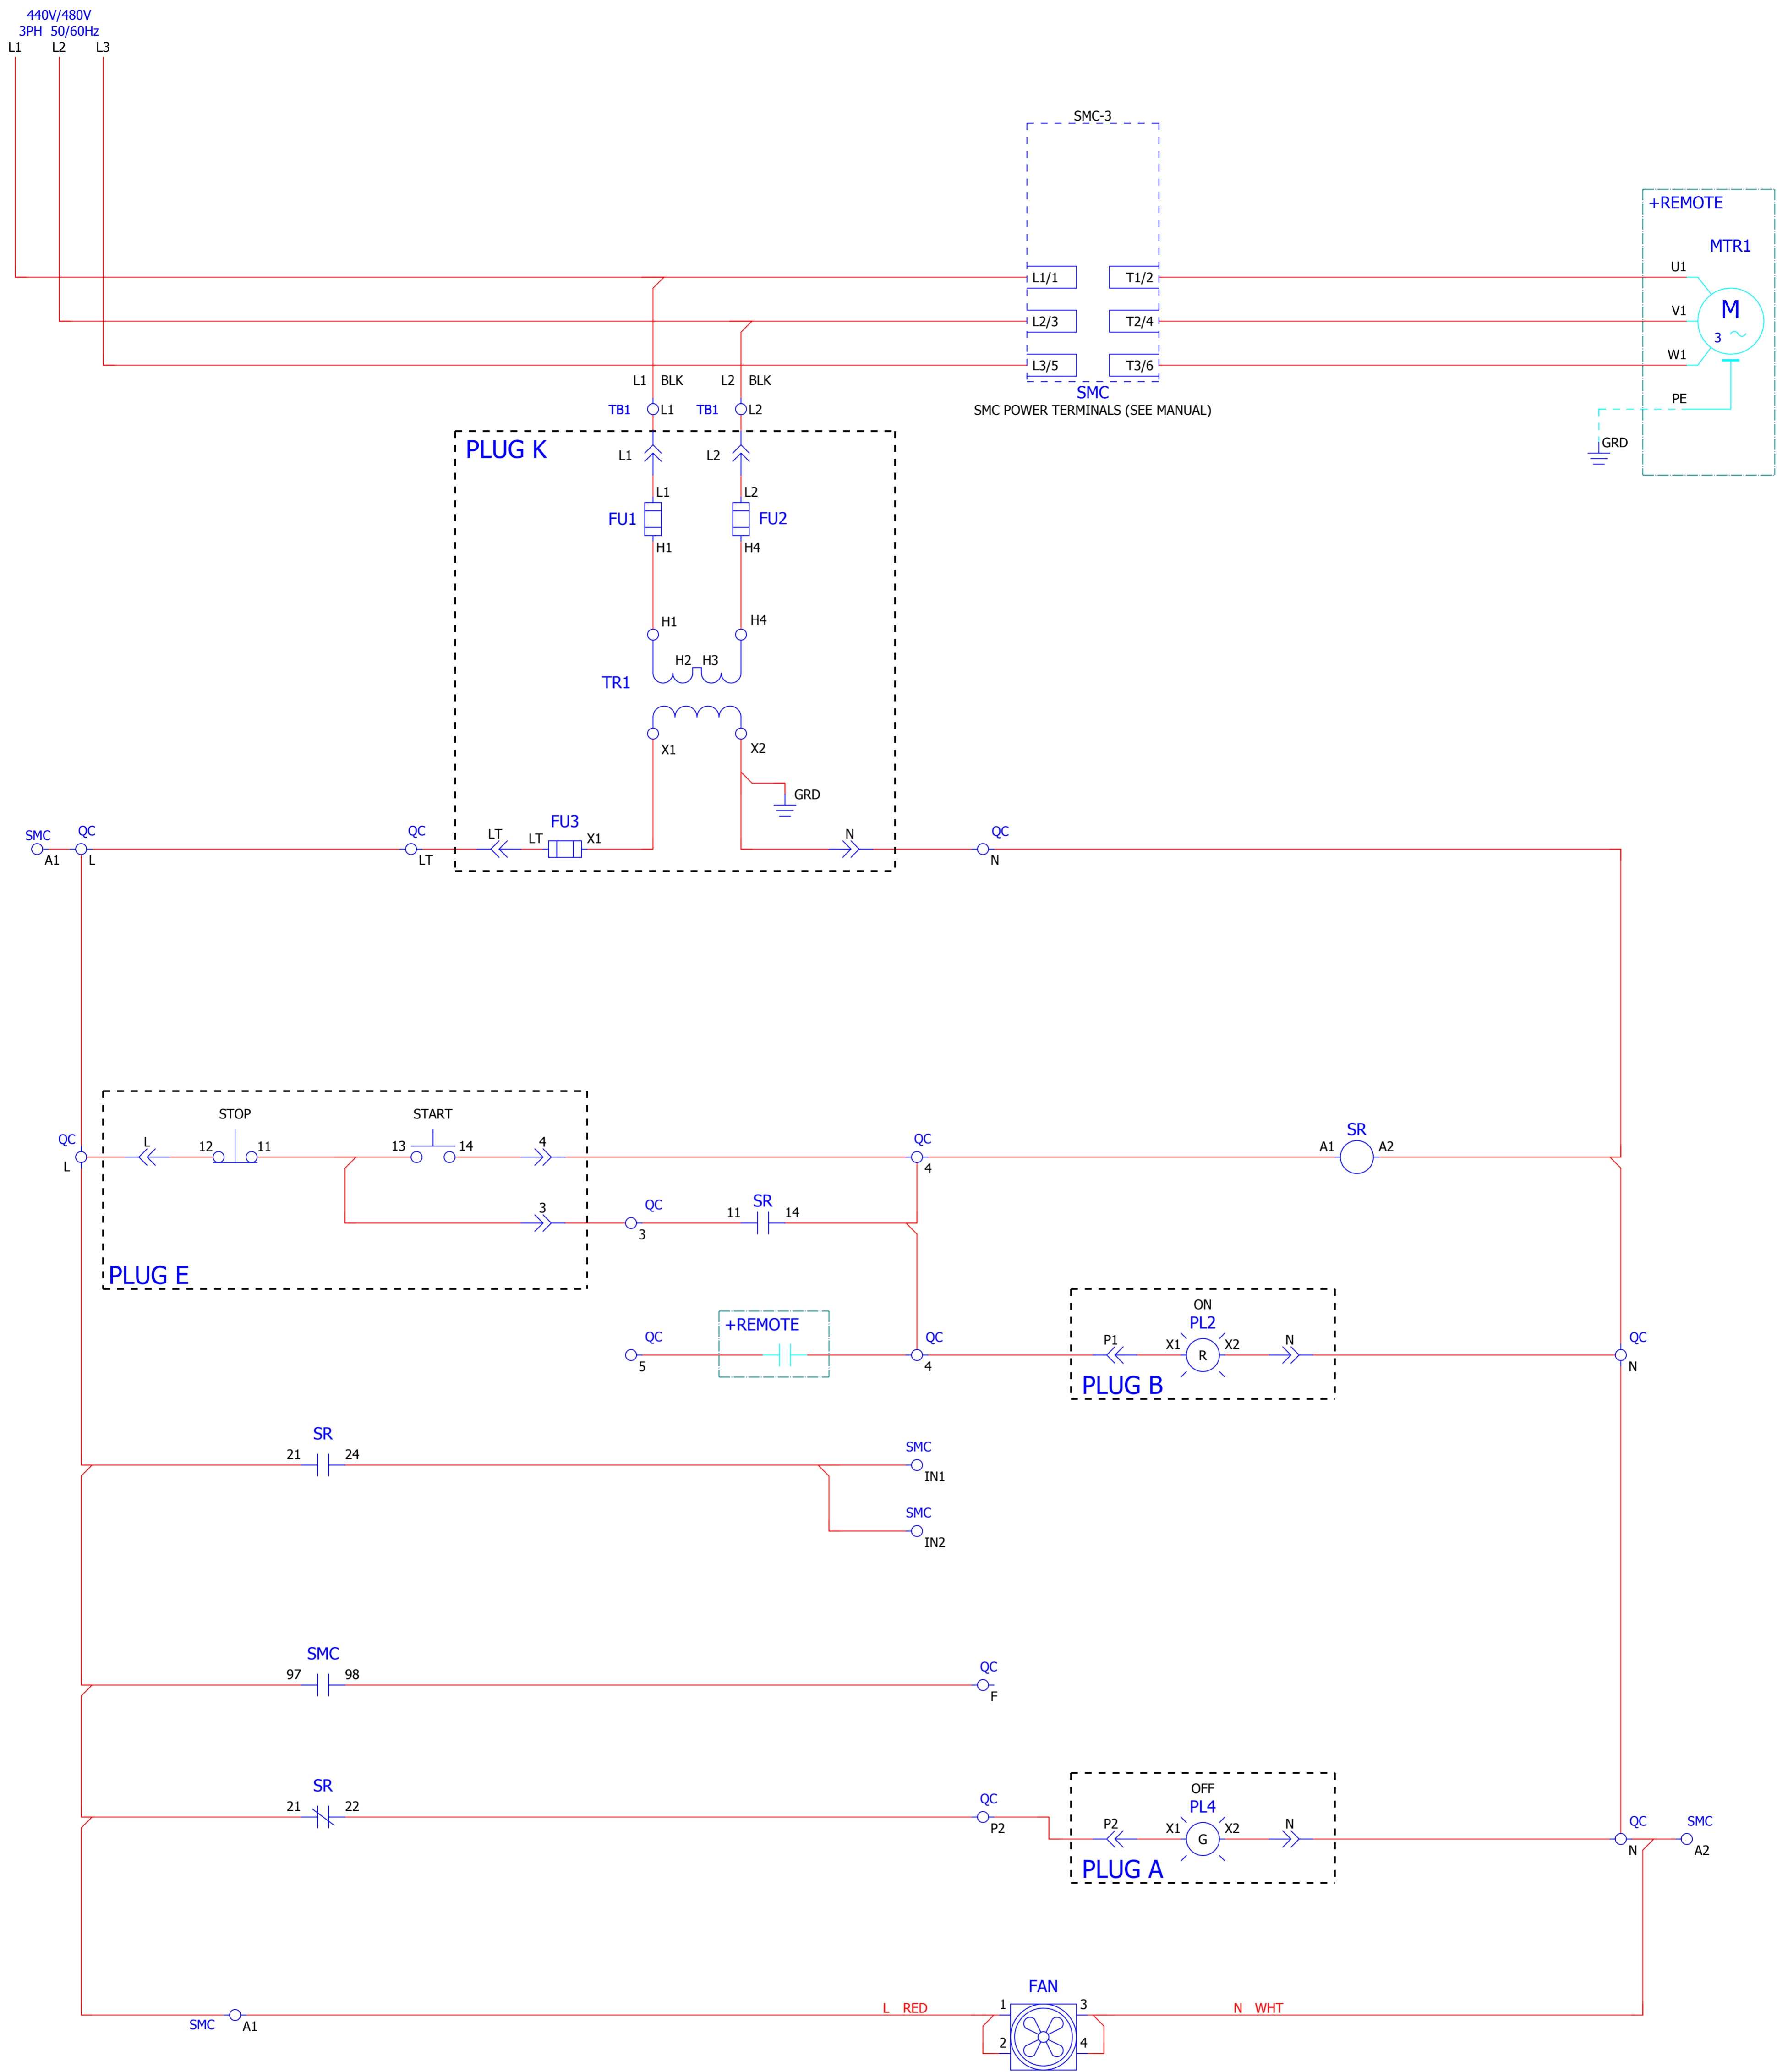 440V/480V
3PH 50/60Hz
L1 L2 L3
SMC-3
+REMOTE
MTR1
L1/1 T1/2 U1
L2/3 T2/4 V1
M
3
L3/5 T3/6 W1
L1 BLK L2 BLK
SMC
PE
TB1 L1 TB1 L2
SMC POWER TERMINALS (SEE MANUAL)
GRD
PLUG K
L1 L2
L1 L2
FU1 FU2
H1 H4
H1 H4
H2 H3
TR1
X1 X2
GRD
FU3
SMC QC QC LT LT X1 N QC
A1 L LT N
STOP START
QC L 12 11 13 14 4 QC A1 SR A2
L 4
3 QC 11 SR 14
3
PLUG E
ON
+REMOTE PL2
QC QC P1 X1 X2 N QC
R
5 4 N
PLUG B
SR
21 24 SMC
IN1
SMC
IN2
SMC
97 98 QC
F
SR OFF
21 22 QC PL4
P2 P2 X1 X2 N QC SMC
G
N A2
PLUG A
FAN
L RED 1 3 N WHT
SMC A1
2 4